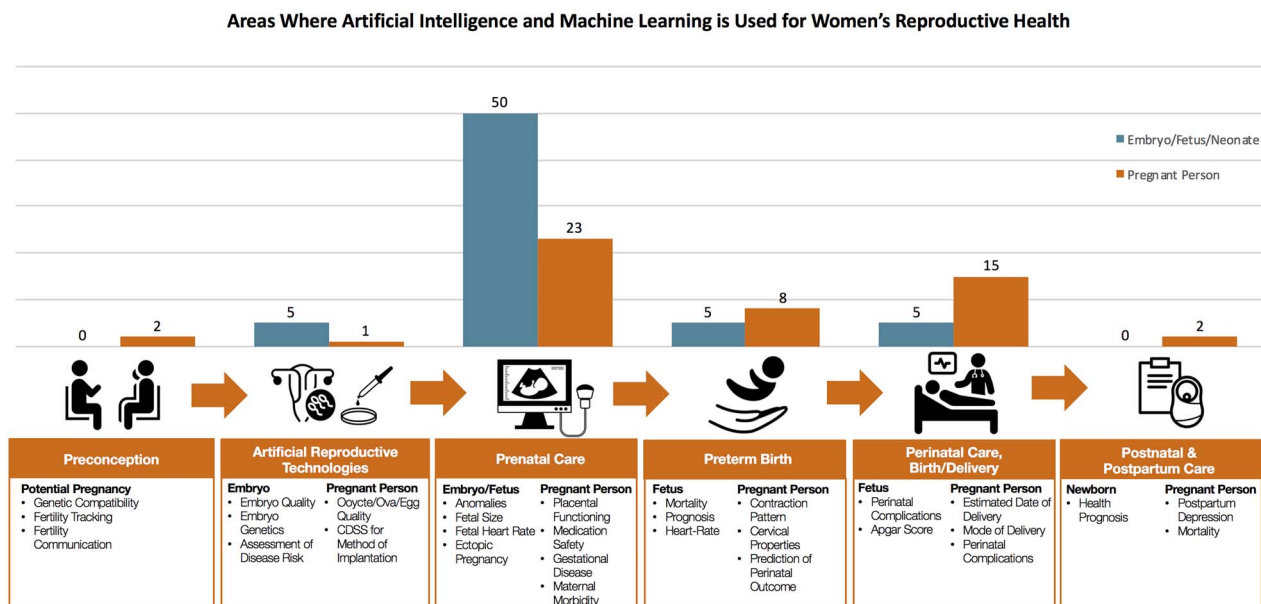 Areas Where Artificial Intelligence and Machine Learning is Used for Women's Reproductive Health
50
Embryo/Fetus/Neonate
Pregnant Person
23
15
0
2
5
1
5
8
5
0
2
Preconception
Potential Pregnancy
• Genetic Compatibility
• Fertility Tracking
• Fertility
Communication
Artificial Reproductive
Technologies
Embryo
• Embryo Quality
• Embryo
Genetics
• Assessment of
Disease Risk
Pregnant Person
• Ooycte/Ova/Egg
Quality
• CDSS for
Method of
Implantation
Prenatal Care
Embryo/Fetus
• Anomalies
• Fetal Size
• Fetal Heart Rate
• Ectopic
Pregnancy
Pregnant Person
• Placental
Functioning
• Medication
Safety
• Gestational
Disease
• Maternal
Morbidity
Preterm Birth
Fetus
• Mortality
• Prognosis
• Heart-Rate
Pregnant Person
• Contraction
Pattern
• Cervical
Properties
• Prediction of
Perinatal
Outcome
Perinatal Care,
Birth/Delivery
Fetus
• Perinatal
Complications
• Apgar Score
Pregnant Person
• Estimated Date of
Delivery
• Mode of Delivery
• Perinatal
Complications
Postnatal &
Postpartum Care
Newborn
• Health
Prognosis
Pregnant Person
• Postpartum
Depression
• Mortality